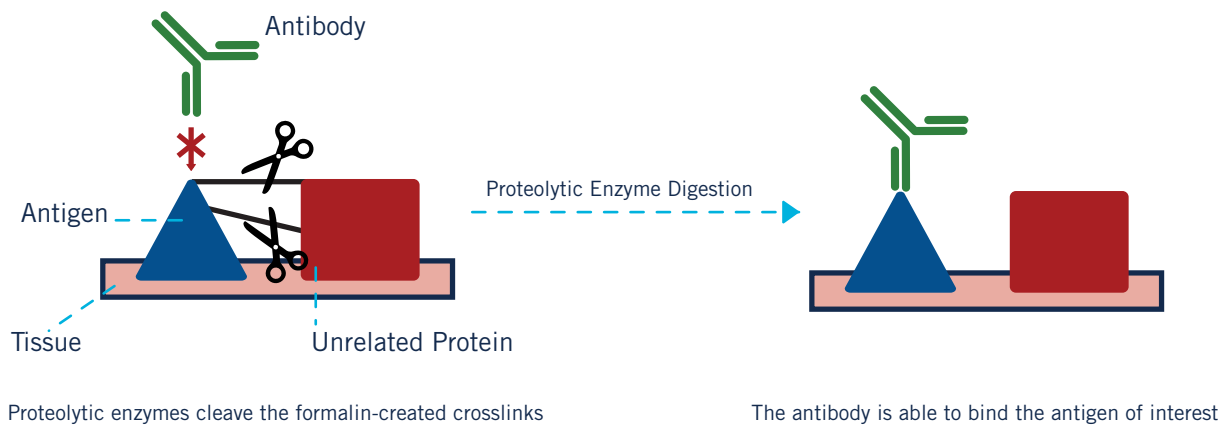 Antibody
Proteolytic Enzyme Digestion
Antigen
Tissue
Unrelated Protein
Proteolytic enzymes cleave the formalin-created crosslinks
The antibody is able to bind the antigen of interest